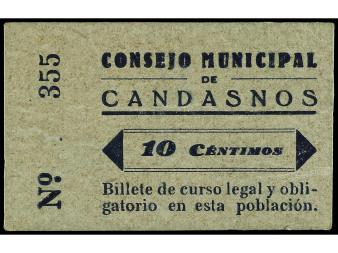 Nº 355
CONSEJO MUNICIPAL
DE
CANDASNOS
10 CÉNTIMOS
Billete de curso legal y obli-
gatorio en esta población.